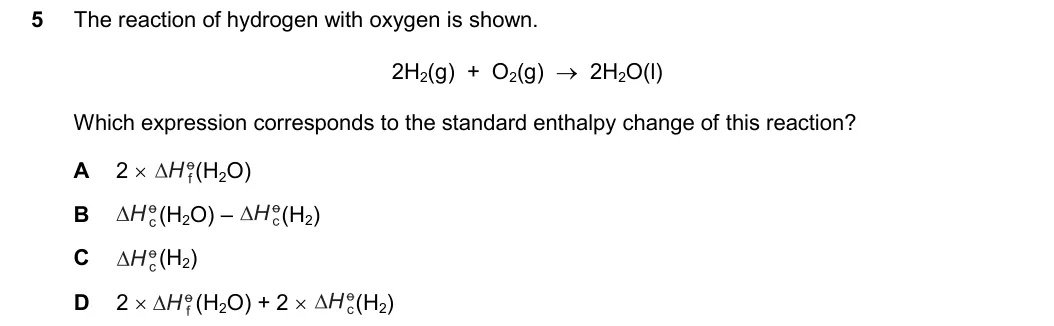 5 The reaction of hydrogen with oxygen is shown.
2H₂(g) + O₂(g) → 2H₂O(l)
Which expression corresponds to the standard enthalpy change of this reaction?
A 2 × ΔH⦵f(H₂O)
B ΔH⦵c(H₂O) – ΔH⦵c(H₂)
C ΔH⦵c(H₂)
D 2 × ΔH⦵f(H₂O) + 2 × ΔH⦵c(H₂)